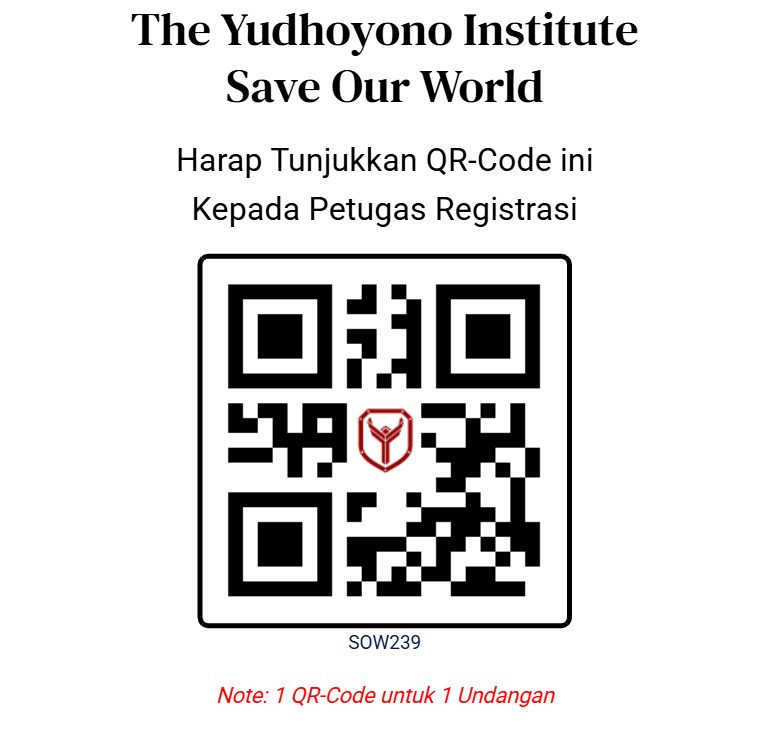 The Yudhoyono Institute
Save Our World
Harap Tunjukkan QR-Code ini
Kepada Petugas Registrasi
SOW239
Note: 1 QR-Code untuk 1 Undangan